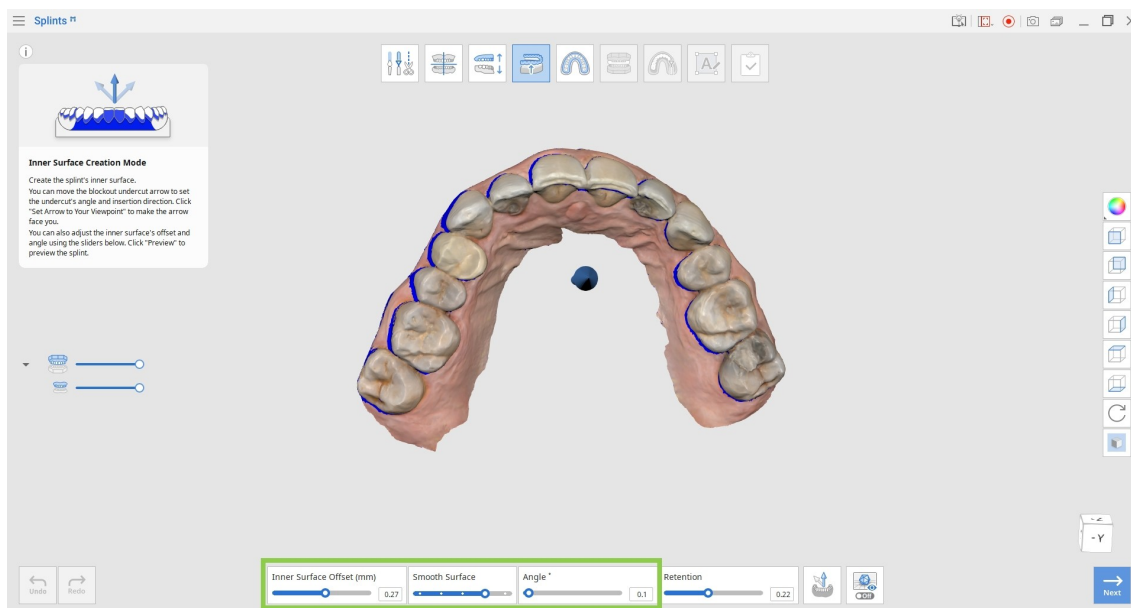 Splints
i
Inner Surface Creation Mode
Create the splint's inner surface.
You can move the blockout undercut arrow to set
the undercut's angle and insertion direction. Click
"Set Arrow to Your Viewpoint" to make the arrow
face you.
You can also adjust the inner surface's offset and
angle using the sliders below. Click "Preview" to
preview the splint.
- Z
- Y
Undo
Redo
Inner Surface Offset (mm)
0.27
Smooth Surface
Angle °
0.1
Retention
0.22
Off
Next